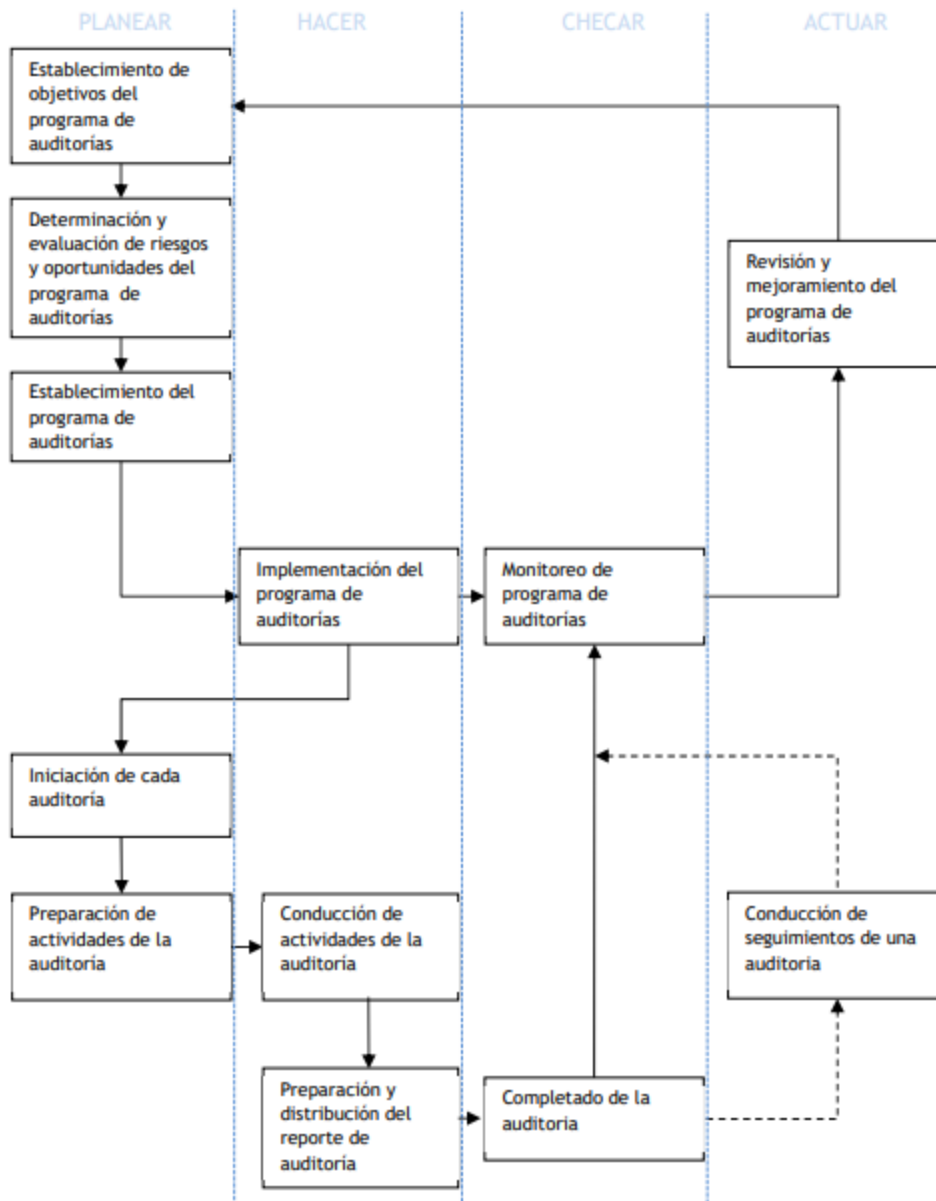 PLANEAR
HACER
CHECAR
ACTUAR
Establecimiento de
objetivos del
programa de
auditorías
Determinación y
evaluación de riesgos
y oportunidades del
programa de
auditorías
Revisión y
mejoramiento del
programa de
auditorías
Establecimiento del
programa de
auditorías
Implementación del
programa de
auditorías
Monitoreo de
programa de
auditorías
Iniciación de cada
auditoría
Preparación de
actividades de la
auditoría
Conducción de
actividades de la
auditoría
Conducción de
seguimientos de una
auditoria
Preparación y
distribución del
reporte de
auditoría
Completado de la
auditoria